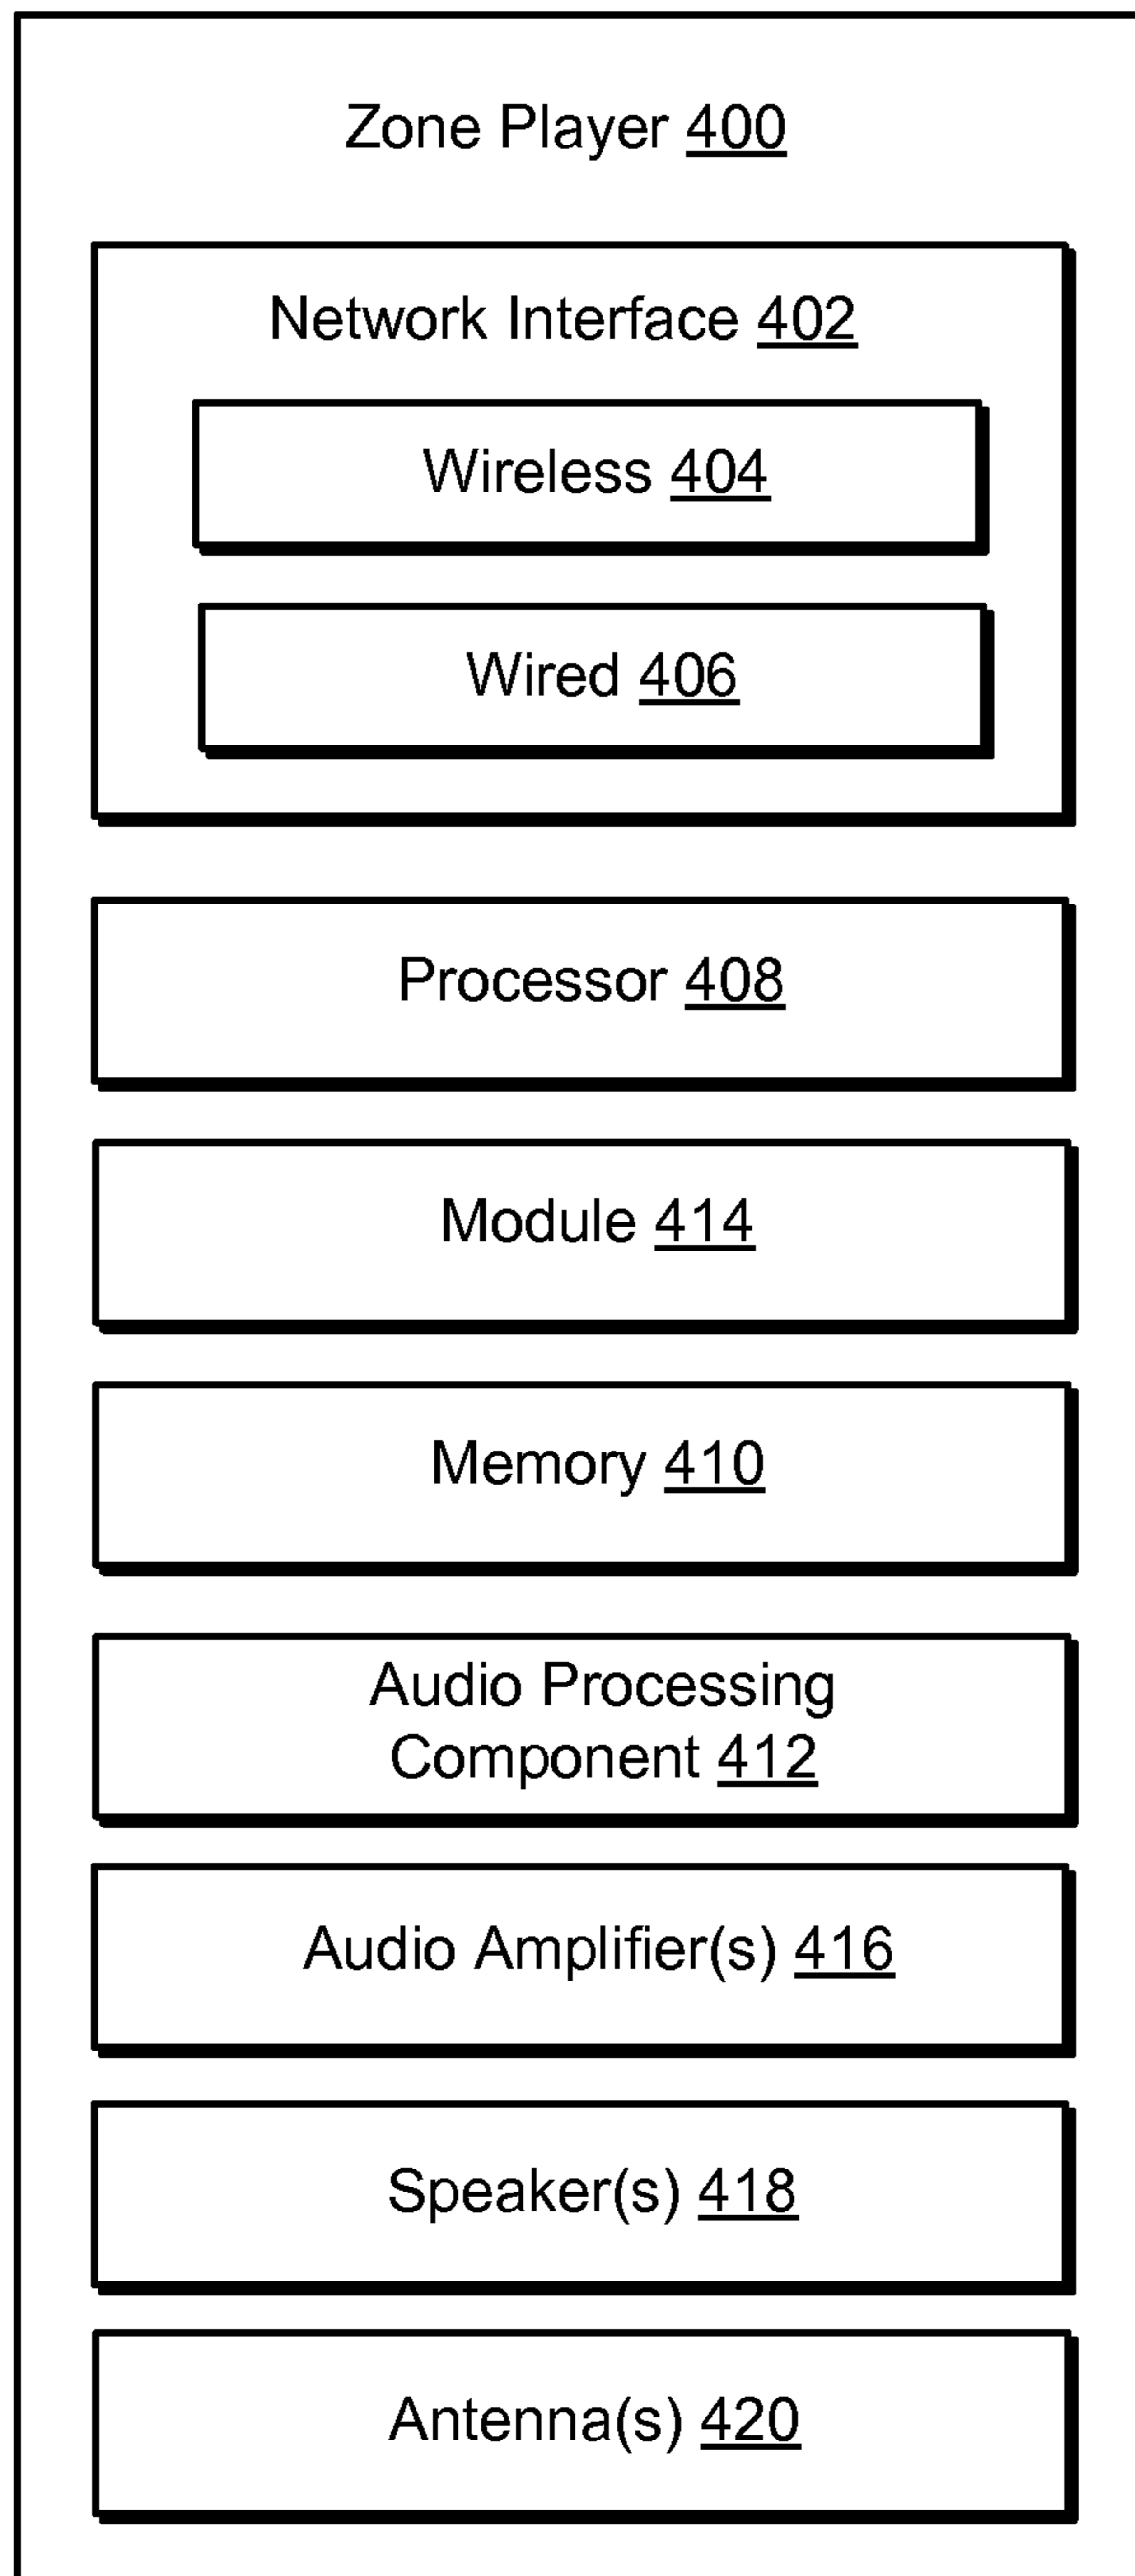 Zone Player 400
Network Interface 402
Wireless 404
Wired 406
Processor 408
Module 414
Memory 410
Audio Processing
Component 412
Audio Amplifier(s) 416
Speaker(s) 418
Antenna(s) 420